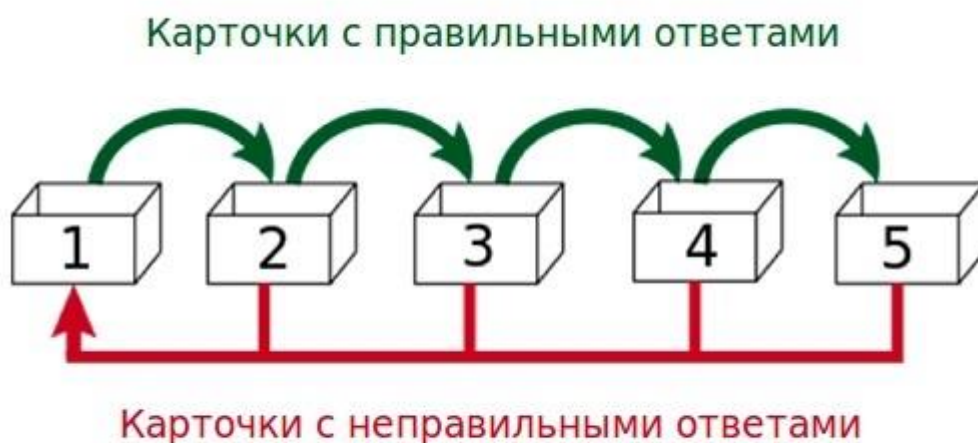 Карточки с правильными ответами
1 2 3 4 5
Карточки с неправильными ответами